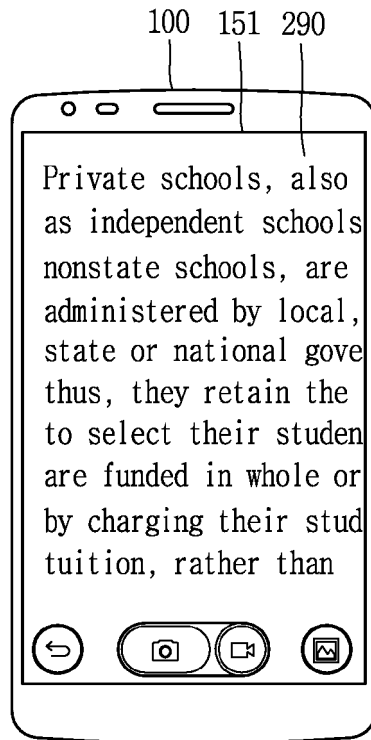 100 151 290
Private schools, also
as independent schools
nonstate schools, are
administered by local,
state or national gove
thus, they retain the
to select their studen
are funded in whole or
by charging their stud
tuition, rather than